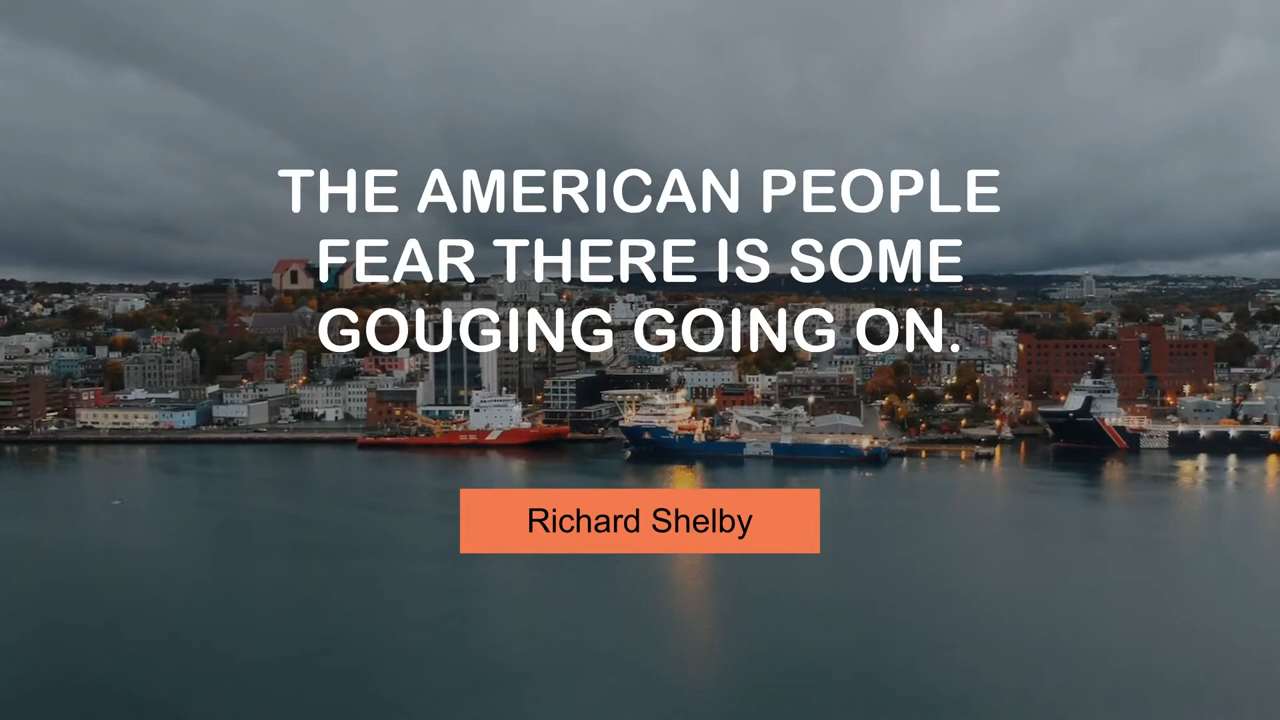 THE AMERICAN PEOPLE
FEAR THERE IS SOME
GOUGING GOING ON.
Richard Shelby